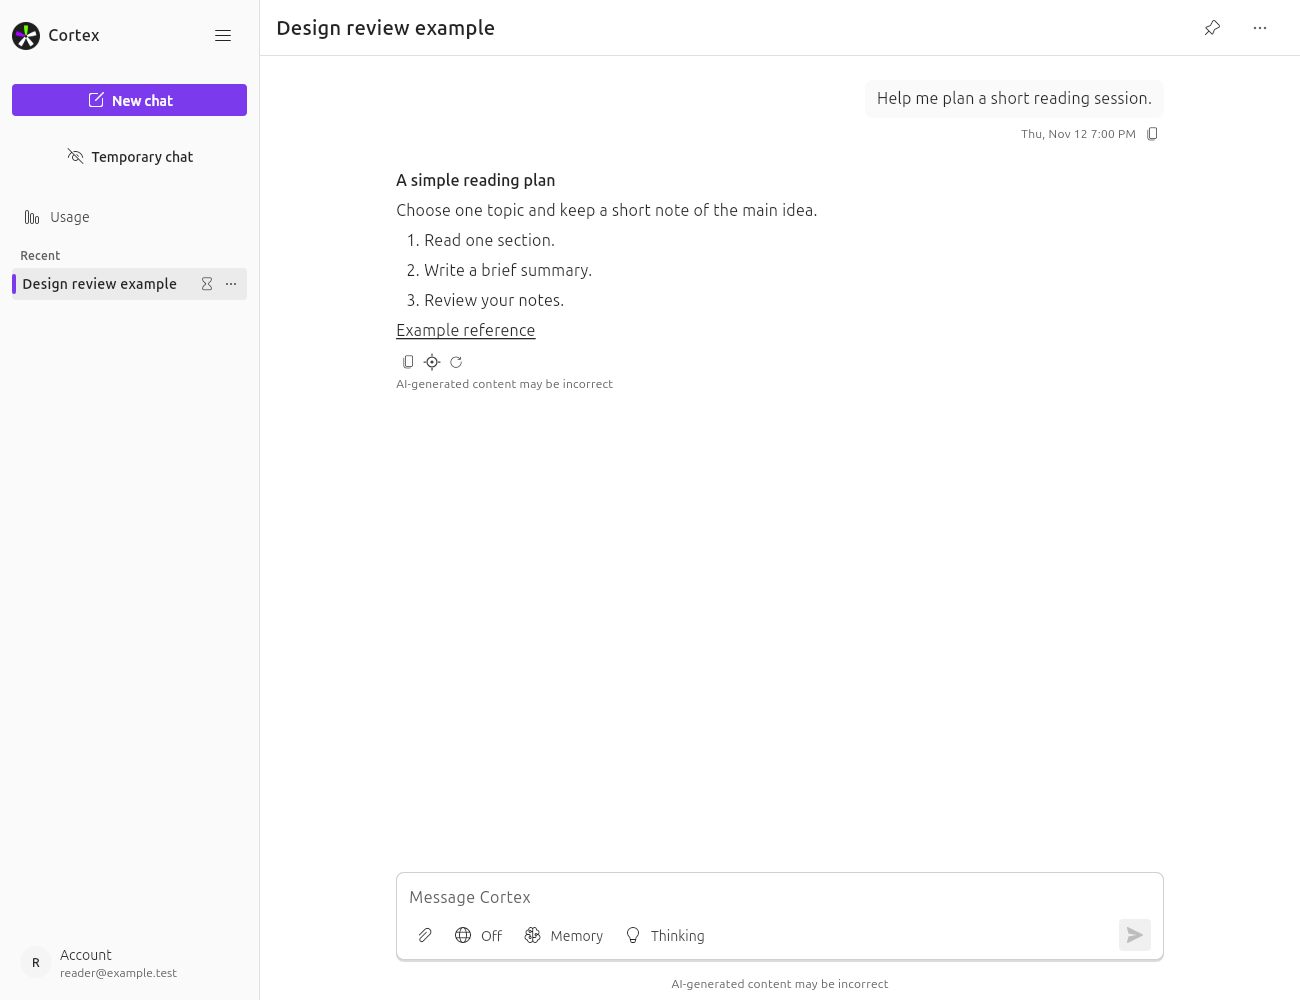 Cortex
New chat
Temporary chat
Usage
Recent
Design review example
Account
R
reader@example.test
Design review example
Help me plan a short reading session.
Thu, Nov 12 7:00 PM
A simple reading plan
Choose one topic and keep a short note of the main idea.
1. Read one section.
2. Write a brief summary.
3. Review your notes.
Example reference
AI-generated content may be incorrect
Message Cortex
Off
Memory
Thinking
AI-generated content may be incorrect